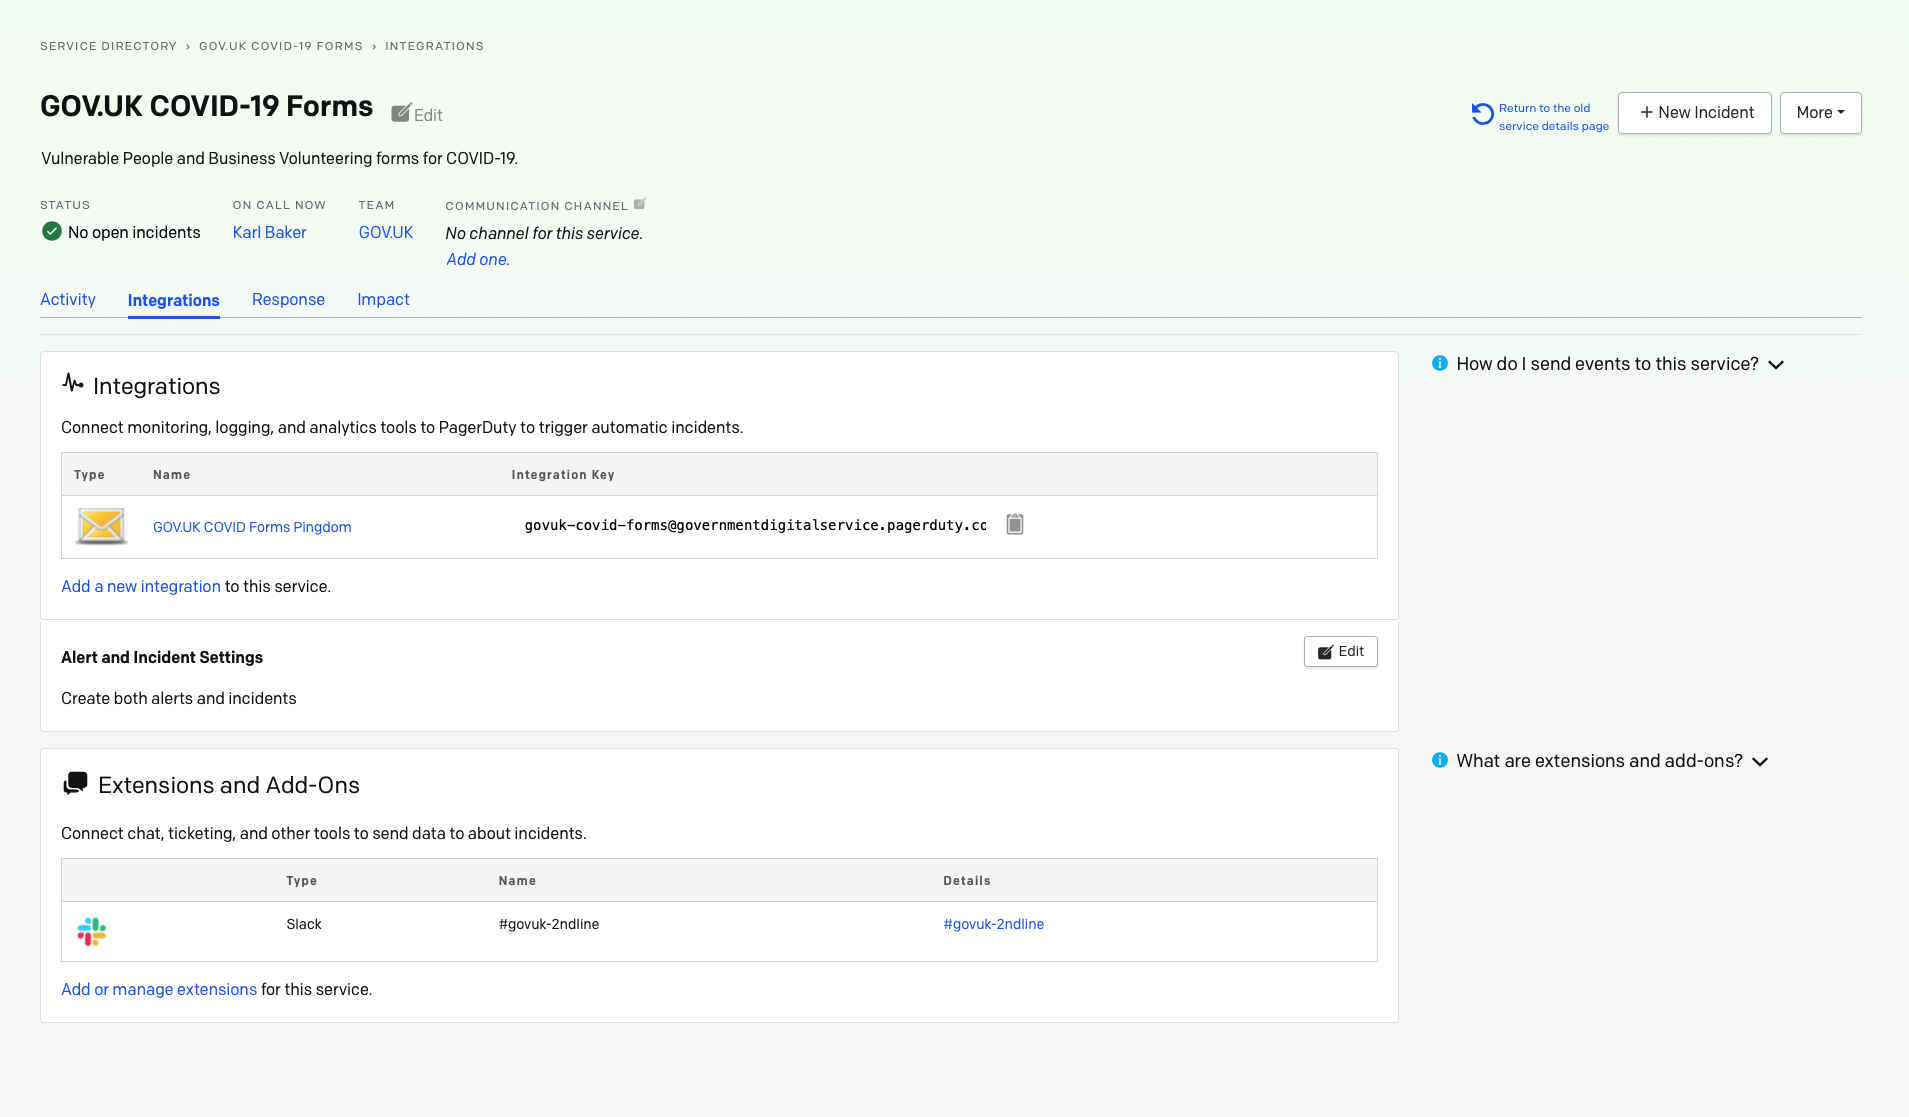 SERVICE DIRECTORY › GOV.UK COVID-19 FORMS › INTEGRATIONS
GOV.UK COVID-19 Forms Edit
Return to the old
service details page
+ New Incident
More
Vulnerable People and Business Volunteering forms for COVID-19.
STATUS ON CALL NOW TEAM COMMUNICATION CHANNEL
No open incidents Karl Baker GOV.UK No channel for this service.
Add one.
Activity Integrations Response Impact
Integrations
Connect monitoring, logging, and analytics tools to PagerDuty to trigger automatic incidents.
Type Name Integration Key
GOV.UK COVID Forms Pingdom govuk-covid-forms@governmentdigitalservice.pagerduty.cc
Add a new integration to this service.
How do I send events to this service?
Alert and Incident Settings Edit
Create both alerts and incidents
Extensions and Add-Ons
Connect chat, ticketing, and other tools to send data to about incidents.
Type Name Details
Slack #govuk-2ndline #govuk-2ndline
Add or manage extensions for this service.
What are extensions and add-ons?